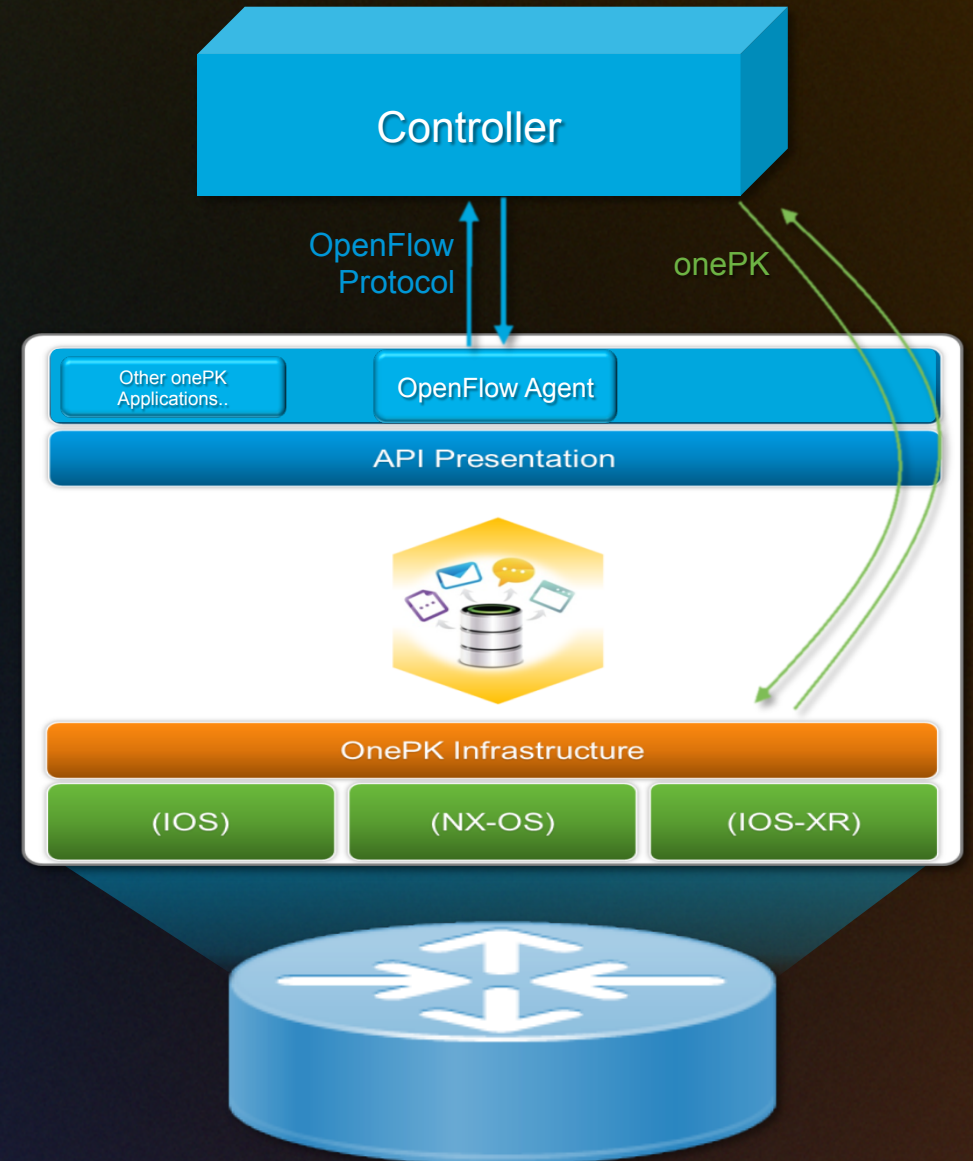 Controller
OpenFlow
Protocol
onePK
Other onePK
Applications..
OpenFlow Agent
API Presentation
OnePK Infrastructure
(IOS)
(NX-OS)
(IOS-XR)